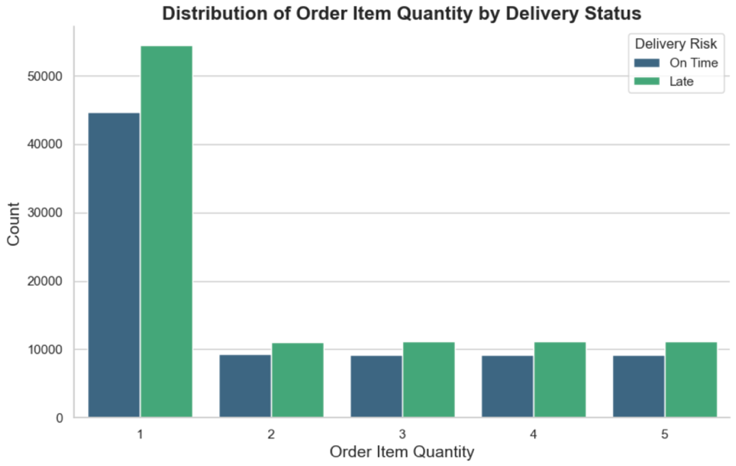 Distribution of Order Item Quantity by Delivery Status
Delivery Risk
On Time
Late
Count
50000
40000
30000
20000
10000
0
1 2 3 4 5
Order Item Quantity